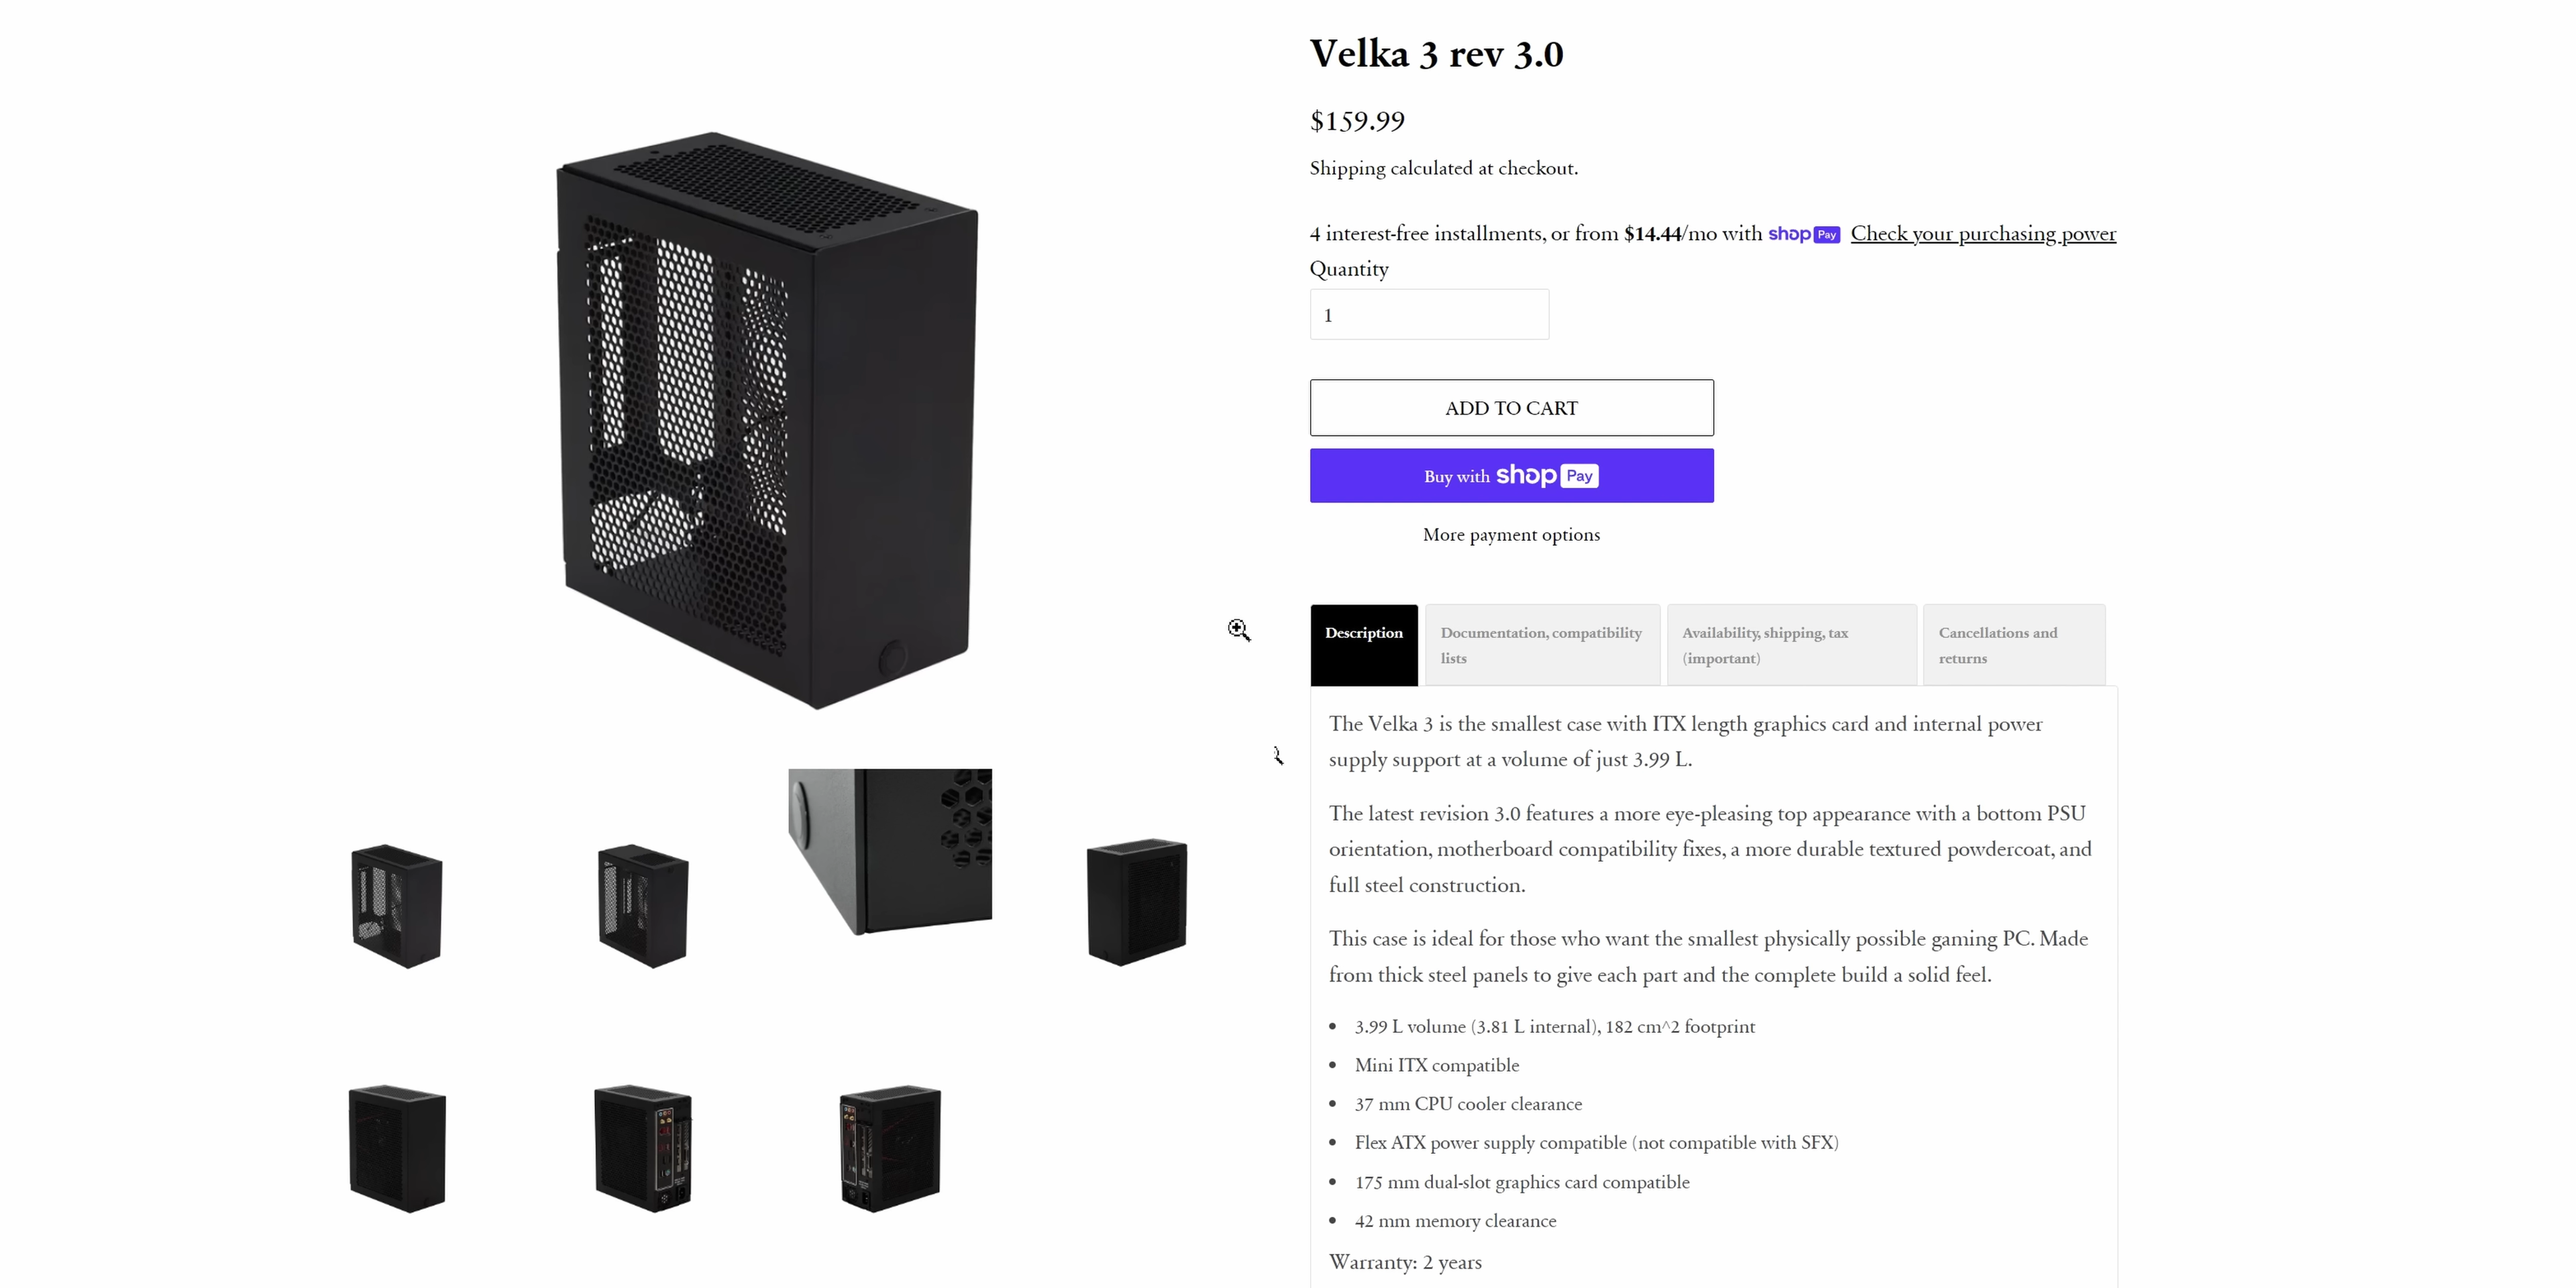 Velka 3 rev 3.0
$159.99
Shipping calculated at checkout.
4 interest-free installments, or from $14.44/mo with shop Pay Check your purchasing power
Quantity
1
ADD TO CART
Buy with shop Pay
More payment options
Description
Documentation, compatibility
lists
Availability, shipping, tax
(important)
Cancellations and
returns
The Velka 3 is the smallest case with ITX length graphics card and internal power
supply support at a volume of just 3.99 L.
The latest revision 3.0 features a more eye-pleasing top appearance with a bottom PSU
orientation, motherboard compatibility fixes, a more durable textured powdercoat, and
full steel construction.
This case is ideal for those who want the smallest physically possible gaming PC. Made
from thick steel panels to give each part and the complete build a solid feel.
• 3.99 L volume (3.81 L internal), 182 cm^2 footprint
• Mini ITX compatible
• 37 mm CPU cooler clearance
• Flex ATX power supply compatible (not compatible with SFX)
• 175 mm dual-slot graphics card compatible
• 42 mm memory clearance
Warranty: 2 years